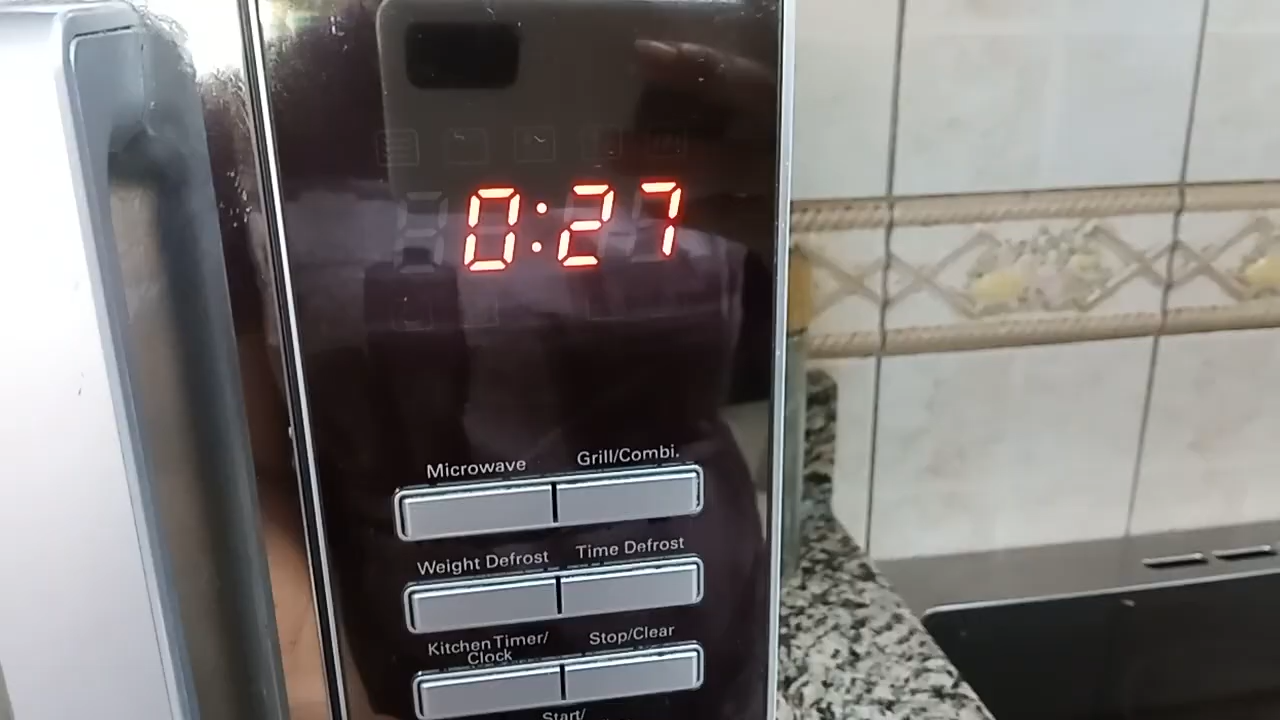 0:27
Microwave Grill/Combi.
Weight Defrost Time Defrost
Kitchen Timer/ Stop/Clear
Clock
Start/